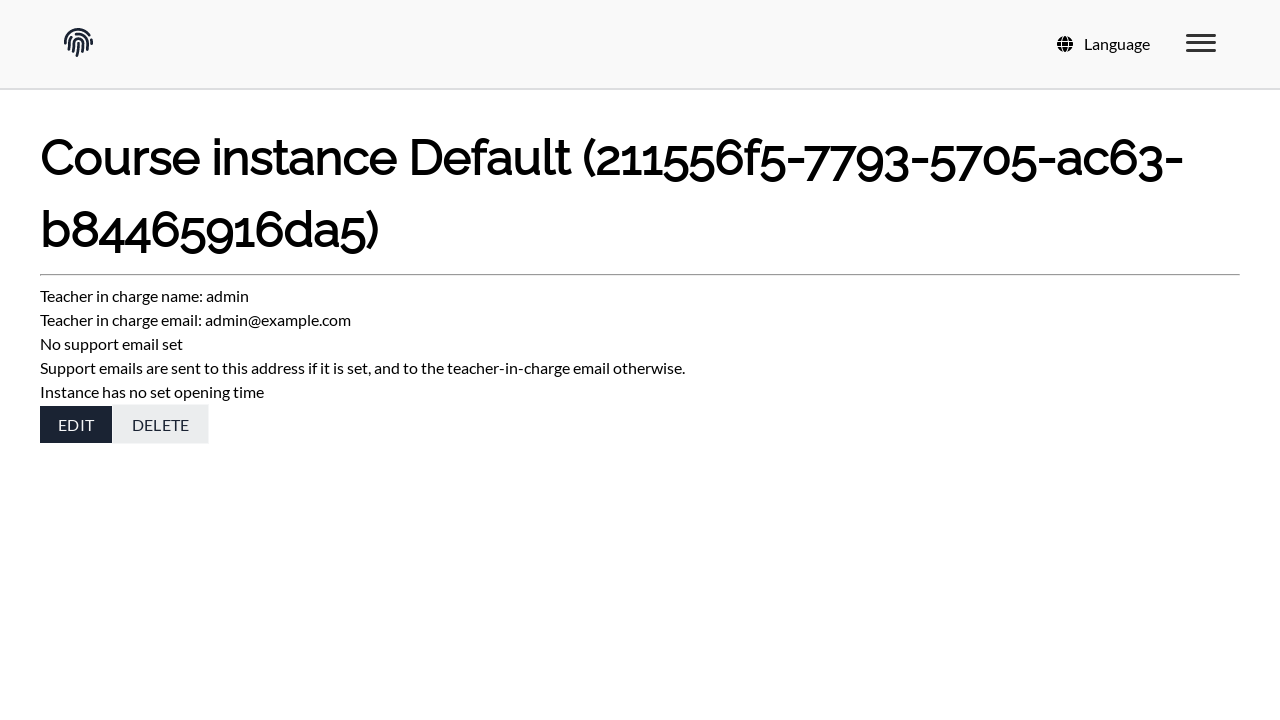 Language
Course instance Default (211556f5-7793-5705-ac63-
b84465916da5)
Teacher in charge name: admin
Teacher in charge email: admin@example.com
No support email set
Support emails are sent to this address if it is set, and to the teacher-in-charge email otherwise.
Instance has no set opening time
EDIT DELETE